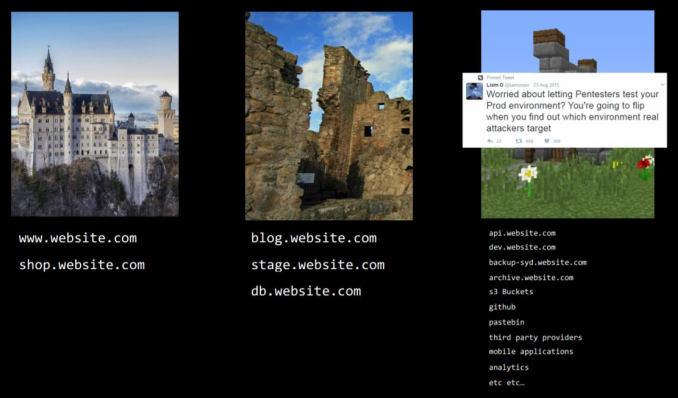 www.website.com
shop.website.com
blog.website.com
stage.website.com
db.website.com
Pinned Tweet
Liam O
23 Aug 2015
Worried about letting Pentesters test your
Prod environment? You're going to flip
when you find out which environment real
attackers target
api.website.com
dev.website.com
backup-syd.website.com
archive.website.com
s3 Buckets
github
pastebin
third party providers
mobile applications
analytics
etc etc…